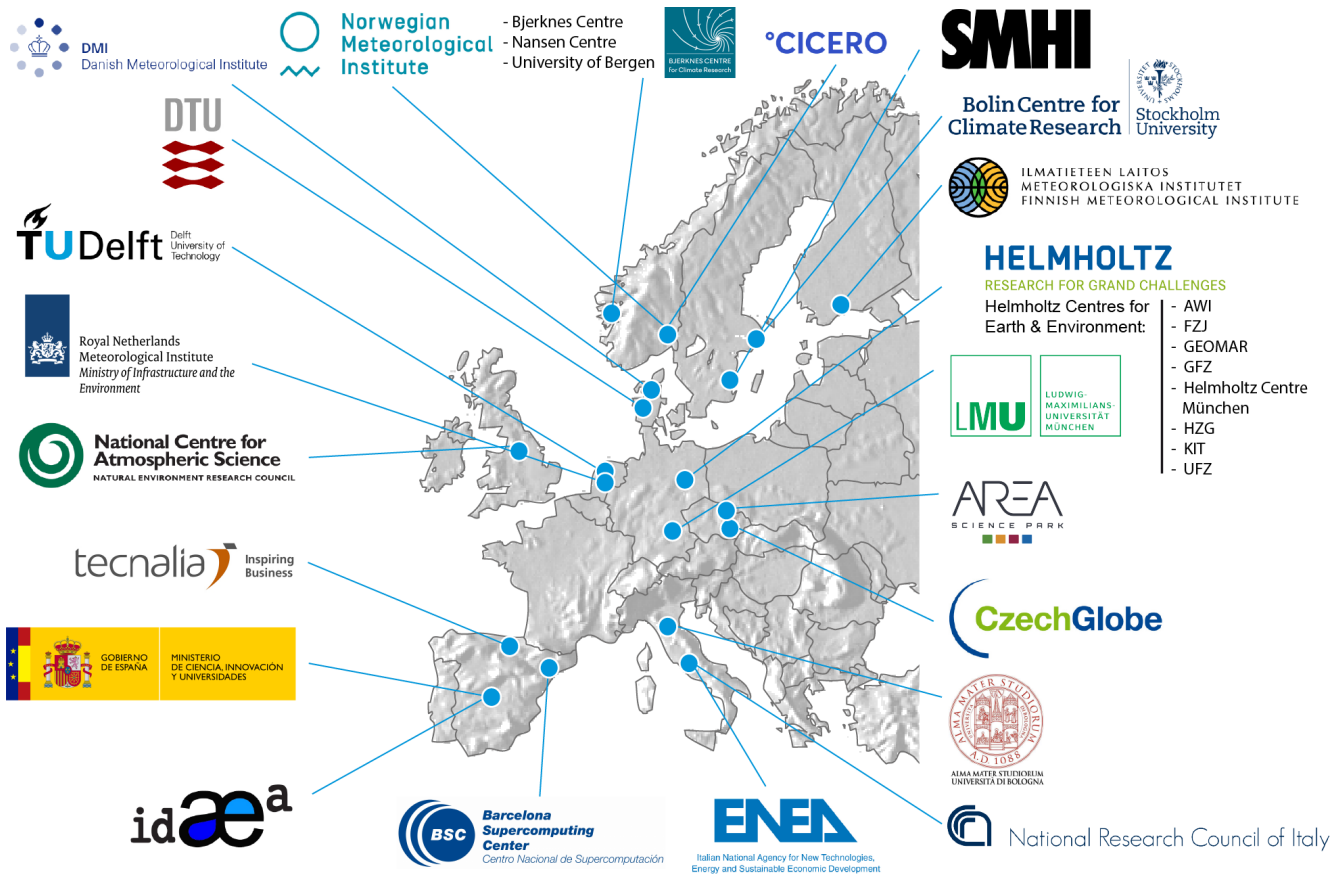 DMI
Danish Meteorological Institute
Norwegian
Meteorological
Institute
- Bjerknes Centre
- Nansen Centre
- University of Bergen
BJERKNES CENTRE
for Climate Research
°CICERO
SMHI
Bolin Centre for
Climate Research
Stockholm
University
DTU
ILMATIETEEN LAITOS
METEOROLOGISKA INSTITUTET
FINNISH METEOROLOGICAL INSTITUTE
TUDelft
Delft
University of
Technology
HELMHOLTZ
RESEARCH FOR GRAND CHALLENGES
Helmholtz Centres for
Earth & Environment:
- AWI
- FZJ
- GEOMAR
- GFZ
- Helmholtz Centre
München
- HZG
- KIT
- UFZ
Royal Netherlands
Meteorological Institute
Ministry of Infrastructure and the
Environment
LMU
LUDWIG-
MAXIMILIANS-
UNIVERSITÄT
MÜNCHEN
National Centre for
Atmospheric Science
NATURAL ENVIRONMENT RESEARCH COUNCIL
AREA
SCIENCE PARK
tecnalia
Inspiring
Business
CzechGlobe
GOBIERNO
DE ESPAÑA
MINISTERIO
DE CIENCIA, INNOVACIÓN
Y UNIVERSIDADES
ALMA MATER STUDIORUM
A.D. 1088
ALMA MATER STUDIORUM
UNIVERSITÀ DI BOLOGNA
idæa
BSC
Barcelona
Supercomputing
Center
Centro Nacional de Supercomputación
ENEA
Italian National Agency for New Technologies,
Energy and Sustainable Economic Development
National Research Council of Italy